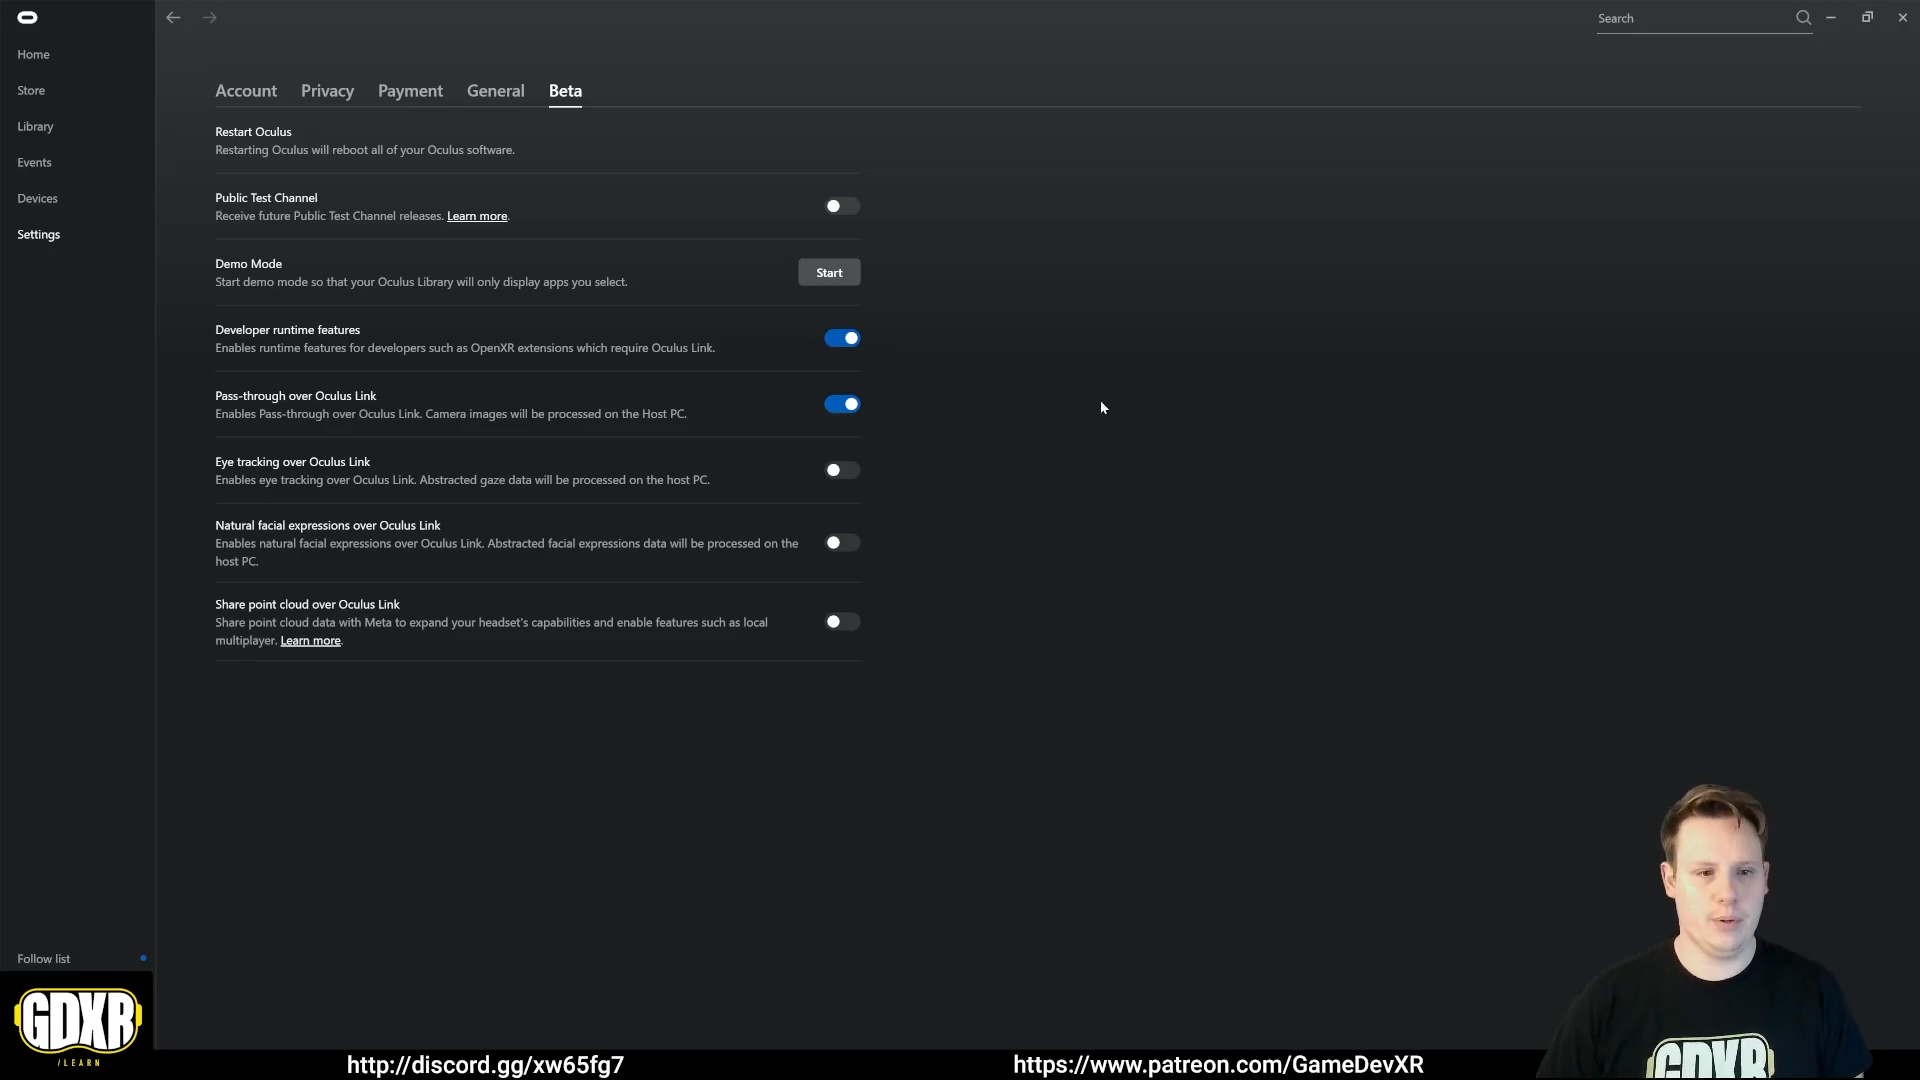 Search
Home
Store
Library
Events
Devices
Settings
Account Privacy Payment General Beta
Restart Oculus
Restarting Oculus will reboot all of your Oculus software.
Public Test Channel
Receive future Public Test Channel releases. Learn more.
Demo Mode
Start demo mode so that your Oculus Library will only display apps you select.
Start
Developer runtime features
Enables runtime features for developers such as OpenXR extensions which require Oculus Link.
Pass-through over Oculus Link
Enables Pass-through over Oculus Link. Camera images will be processed on the Host PC.
Eye tracking over Oculus Link
Enables eye tracking over Oculus Link. Abstracted gaze data will be processed on the host PC.
Natural facial expressions over Oculus Link
Enables natural facial expressions over Oculus Link. Abstracted facial expressions data will be processed on the
host PC.
Share point cloud over Oculus Link
Share point cloud data with Meta to expand your headset's capabilities and enable features such as local
multiplayer. Learn more.
Follow list
GDXR
/LEARN
http://discord.gg/xw65fg7
https://www.patreon.com/GameDevXR
GDXR